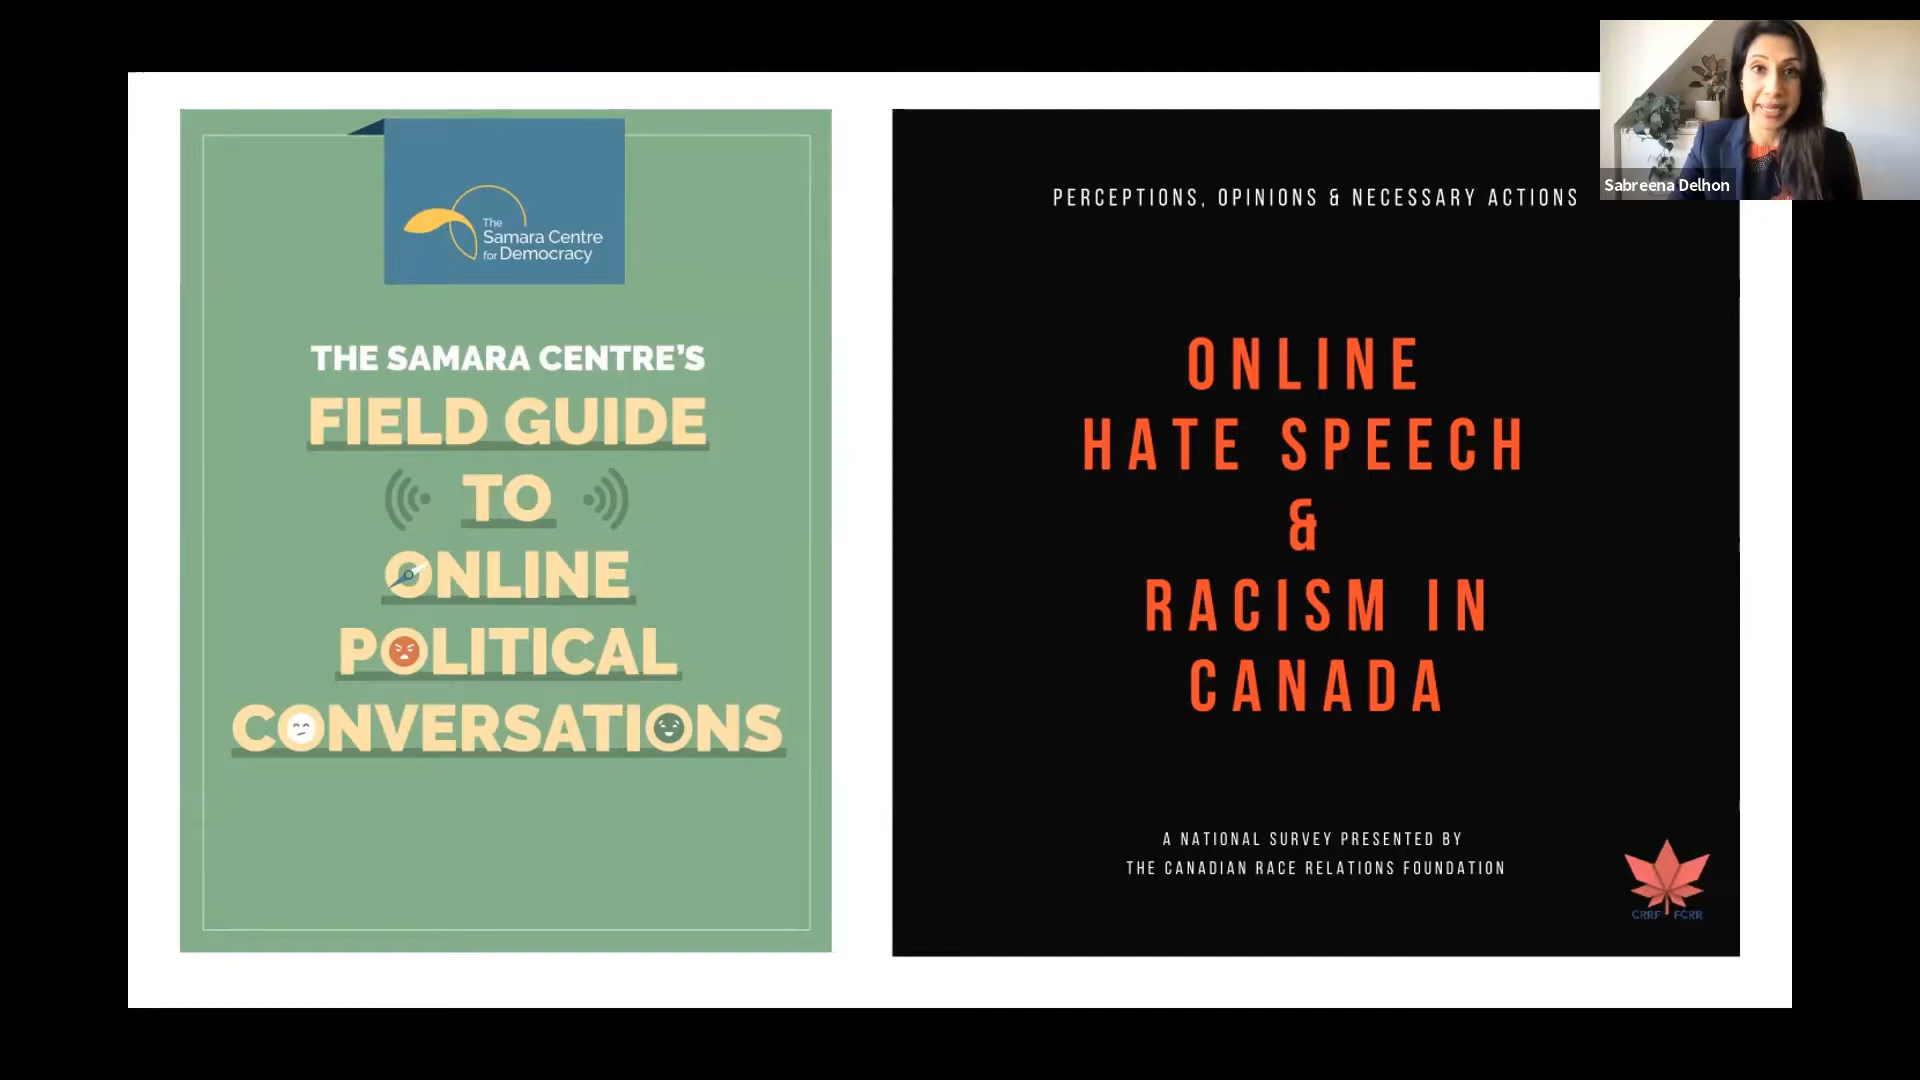 The
Samara Centre
for Democracy
THE SAMARA CENTRE’S
FIELD GUIDE
TO
ONLINE
POLITICAL
CONVERSATIONS
PERCEPTIONS, OPINIONS & NECESSARY ACTIONS
ONLINE
HATE SPEECH
&
RACISM IN
CANADA
A NATIONAL SURVEY PRESENTED BY
THE CANADIAN RACE RELATIONS FOUNDATION
CRRF FCRR
Sabreena Delhon